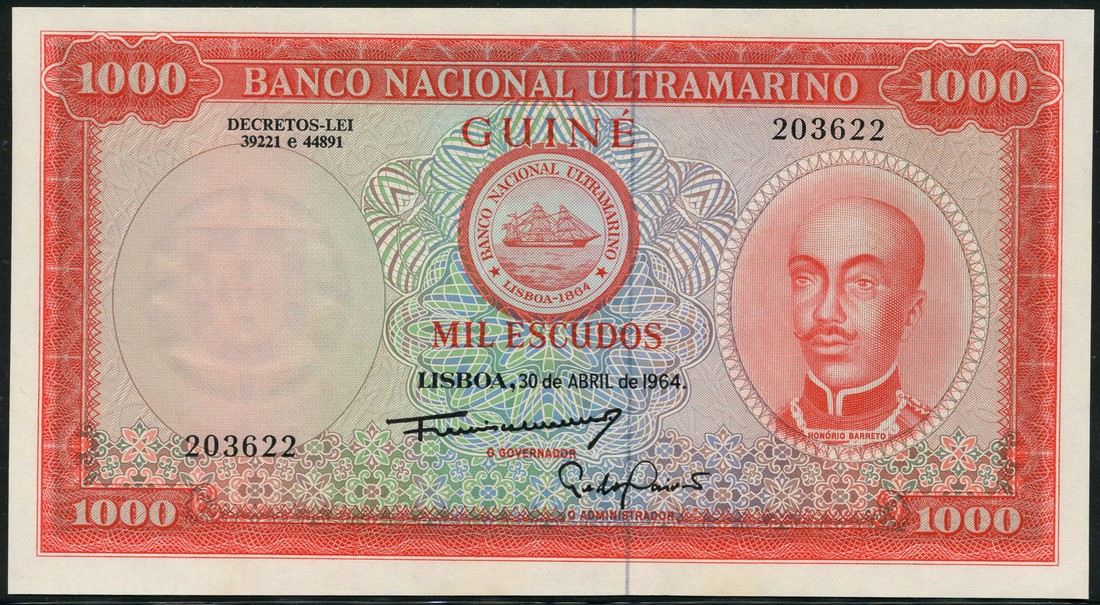 1000 BANCO NACIONAL ULTRAMARINO 1000
DECRETOS-LEI
39221 e 44891
GUINÉ
203622
BANCO NACIONAL ULTRAMARINO
★ LISBOA-1864 ★
MIL ESCUDOS
LISBOA, 30 de ABRIL de 1964.
HONÓRIO BARRETO
203622
O GOVERNADOR
O ADMINISTRADOR
1000 1000